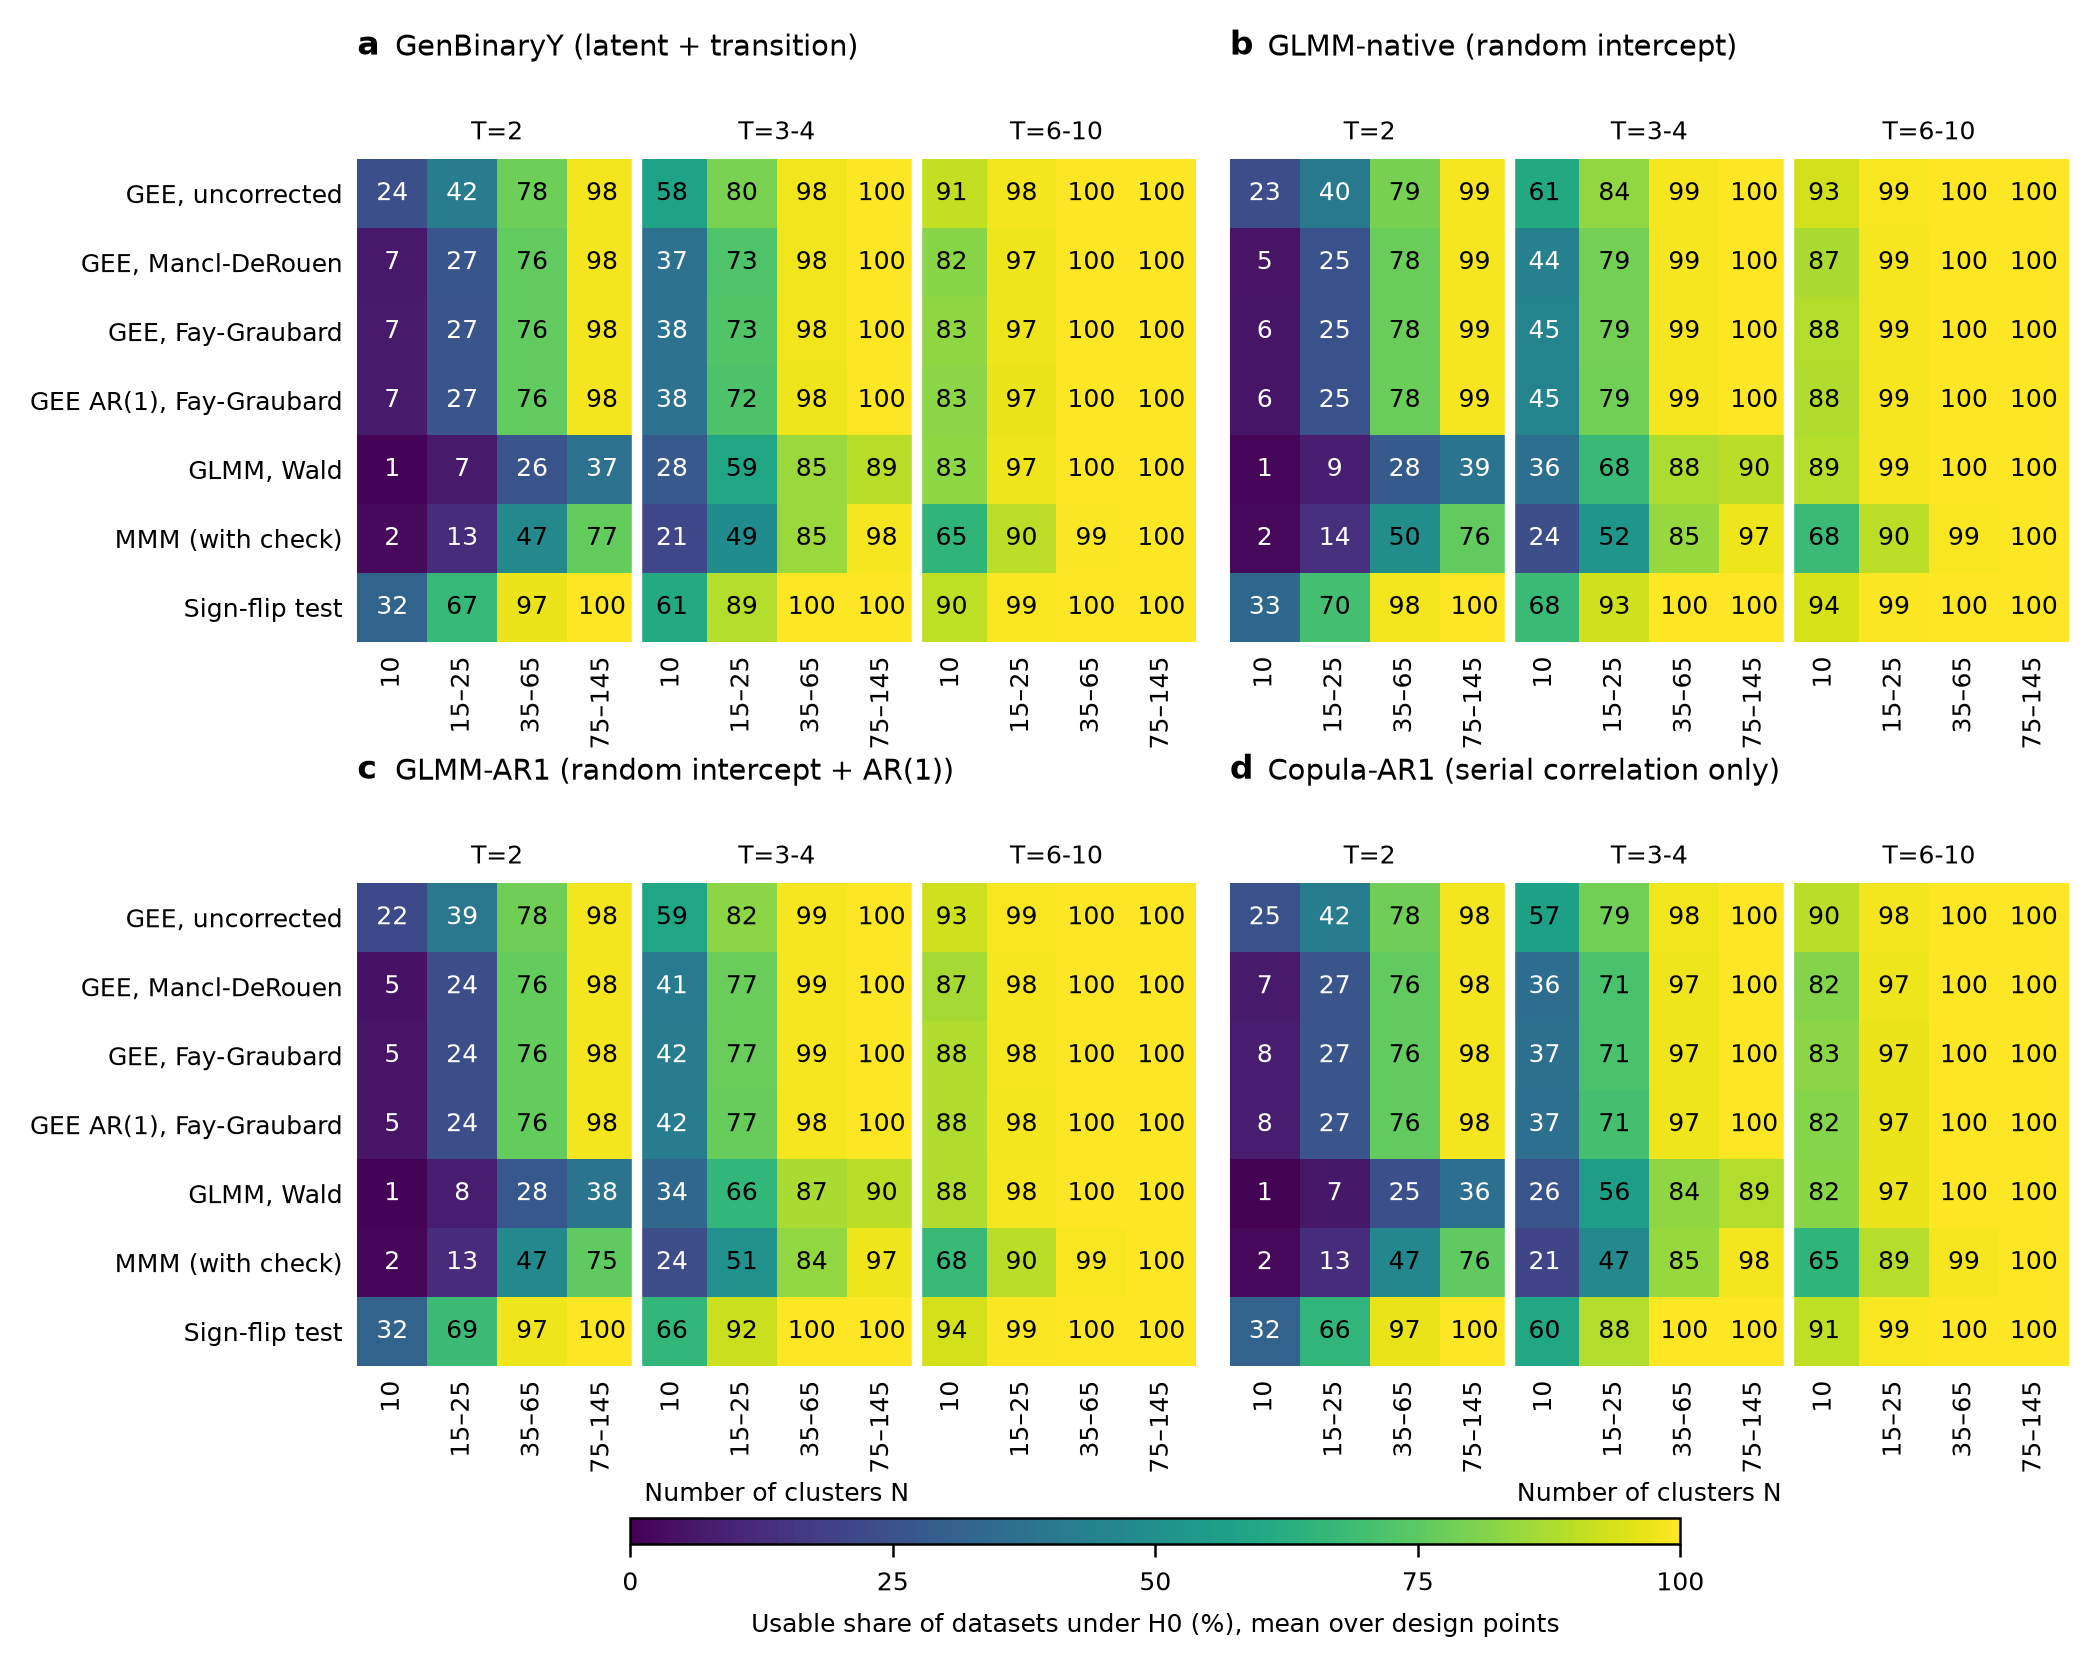 a GenBinaryY (latent + transition)
T=2 T=3-4 T=6-10
GEE, uncorrected 24 42 78 98 58 80 98 100 91 98 100 100
GEE, Mancl-DeRouen 7 27 76 98 37 73 98 100 82 97 100 100
GEE, Fay-Graubard 7 27 76 98 38 73 98 100 83 97 100 100
GEE AR(1), Fay-Graubard 7 27 76 98 38 72 98 100 83 97 100 100
GLMM, Wald 1 7 26 37 28 59 85 89 83 97 100 100
MMM (with check) 2 13 47 77 21 49 85 98 65 90 99 100
Sign-flip test 32 67 97 100 61 89 100 100 90 99 100 100
10 15–25 35–65 75–145 10 15–25 35–65 75–145 10 15–25 35–65 75–145
b GLMM-native (random intercept)
T=2 T=3-4 T=6-10
23 40 79 99 61 84 99 100 93 99 100 100
5 25 78 99 44 79 99 100 87 99 100 100
6 25 78 99 45 79 99 100 88 99 100 100
6 25 78 99 45 79 99 100 88 99 100 100
1 9 28 39 36 68 88 90 89 99 100 100
2 14 50 76 24 52 85 97 68 90 99 100
33 70 98 100 68 93 100 100 94 99 100 100
10 15–25 35–65 75–145 10 15–25 35–65 75–145 10 15–25 35–65 75–145
c GLMM-AR1 (random intercept + AR(1))
T=2 T=3-4 T=6-10
GEE, uncorrected 22 39 78 98 59 82 99 100 93 99 100 100
GEE, Mancl-DeRouen 5 24 76 98 41 77 99 100 87 98 100 100
GEE, Fay-Graubard 5 24 76 98 42 77 99 100 88 98 100 100
GEE AR(1), Fay-Graubard 5 24 76 98 42 77 98 100 88 98 100 100
GLMM, Wald 1 8 28 38 34 66 87 90 88 98 100 100
MMM (with check) 2 13 47 75 24 51 84 97 68 90 99 100
Sign-flip test 32 69 97 100 66 92 100 100 94 99 100 100
10 15–25 35–65 75–145 10 15–25 35–65 75–145 10 15–25 35–65 75–145
Number of clusters N
d Copula-AR1 (serial correlation only)
T=2 T=3-4 T=6-10
25 42 78 98 57 79 98 100 90 98 100 100
7 27 76 98 36 71 97 100 82 97 100 100
8 27 76 98 37 71 97 100 83 97 100 100
8 27 76 98 37 71 97 100 82 97 100 100
1 7 25 36 26 56 84 89 82 97 100 100
2 13 47 76 21 47 85 98 65 89 99 100
32 66 97 100 60 88 100 100 91 99 100 100
10 15–25 35–65 75–145 10 15–25 35–65 75–145 10 15–25 35–65 75–145
Number of clusters N
0 25 50 75 100
Usable share of datasets under H0 (%), mean over design points